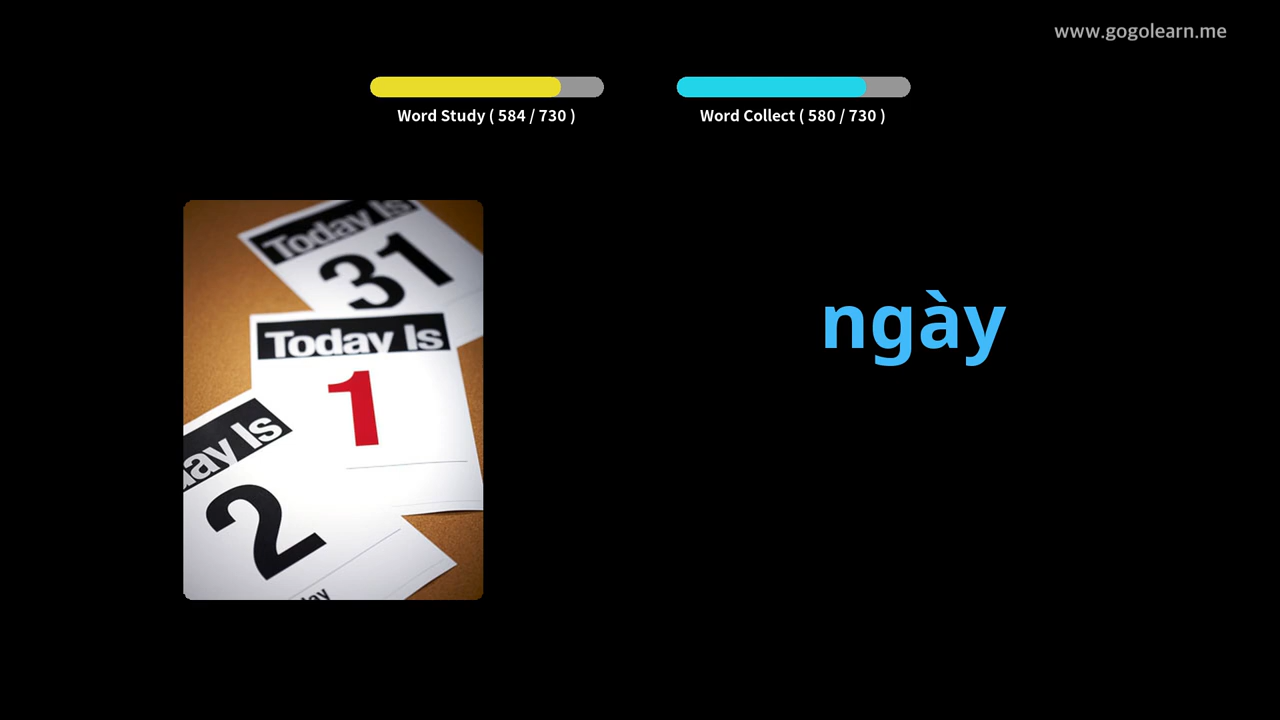 www.gogolearn.me
Word Study ( 584 / 730 )
Word Collect ( 580 / 730 )
Today Is
31
Today Is
1
ay Is
2
ay
ngày